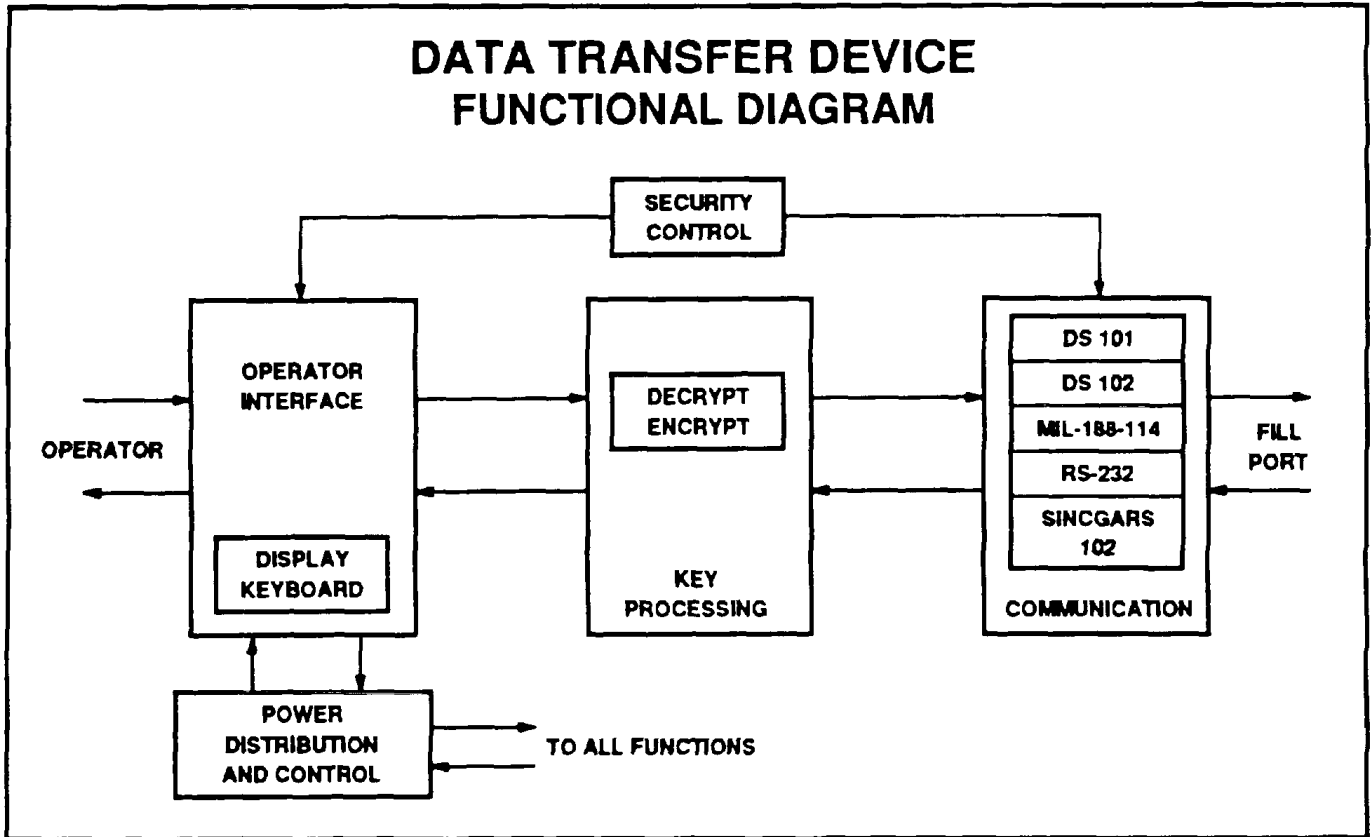 DATA TRANSFER DEVICE
FUNCTIONAL DIAGRAM
SECURITY
CONTROL
OPERATOR
OPERATOR
INTERFACE
DISPLAY
KEYBOARD
DECRYPT
ENCRYPT
KEY
PROCESSING
DS 101
DS 102
MIL-188-114
RS-232
SINCGARS
102
COMMUNICATION
FILL
PORT
POWER
DISTRIBUTION
AND CONTROL
TO ALL FUNCTIONS